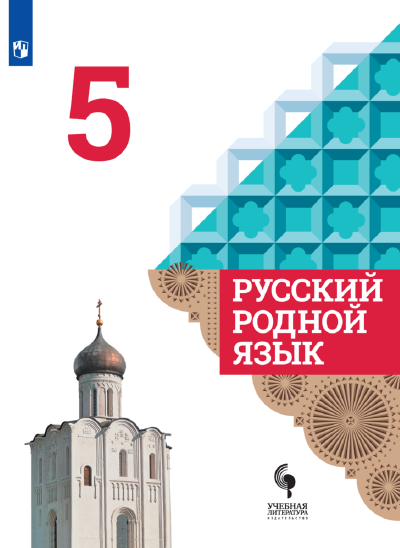 5
РУССКИЙ
РОДНОЙ
ЯЗЫК
УЧЕБНАЯ
ЛИТЕРАТУРА
ИЗДАТЕЛЬСТВО